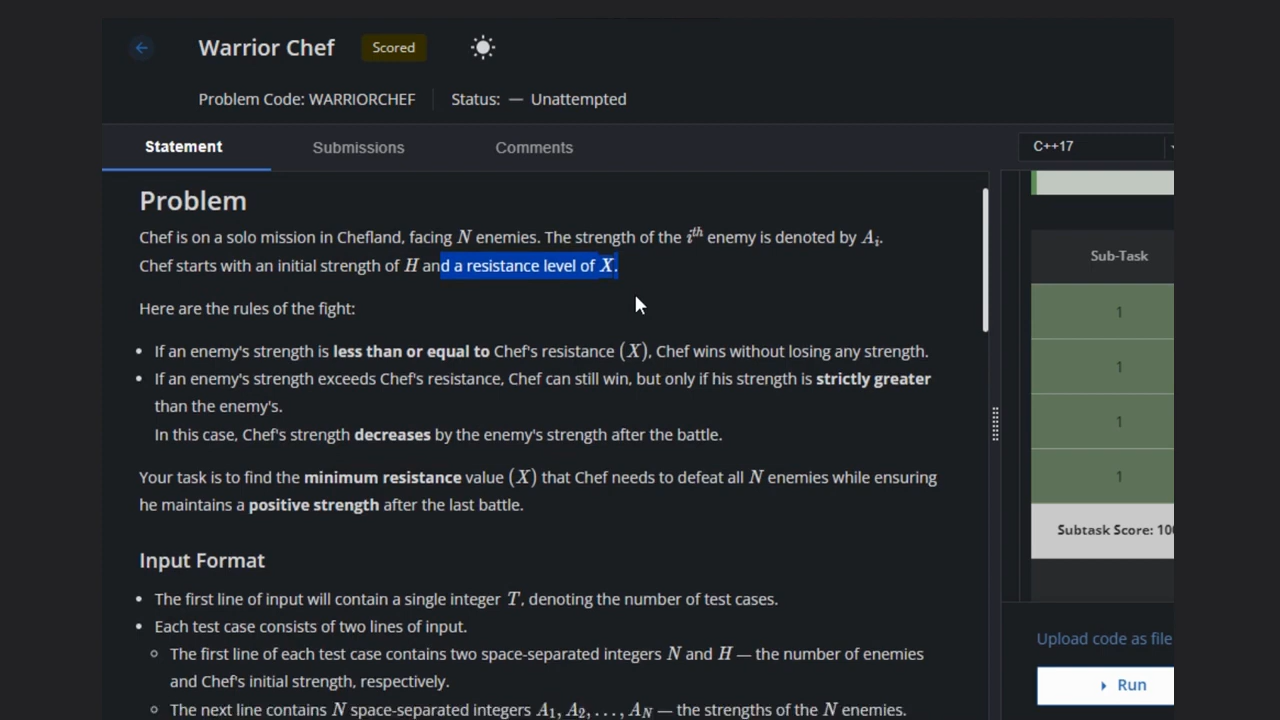 Warrior Chef
Scored
Problem Code: WARRIORCHEF
Status: — Unattempted
Statement
Submissions
Comments
C++17
Problem
Chef is on a solo mission in Chefland, facing N enemies. The strength of the i^th enemy is denoted by A_i.
Chef starts with an initial strength of H and a resistance level of X.
Sub-Task
Here are the rules of the fight:
1
• If an enemy's strength is less than or equal to Chef's resistance (X), Chef wins without losing any strength.
1
• If an enemy's strength exceeds Chef's resistance, Chef can still win, but only if his strength is strictly greater
than the enemy's.
1
In this case, Chef's strength decreases by the enemy's strength after the battle.
1
Your task is to find the minimum resistance value (X) that Chef needs to defeat all N enemies while ensuring
he maintains a positive strength after the last battle.
Subtask Score: 10
Input Format
• The first line of input will contain a single integer T, denoting the number of test cases.
• Each test case consists of two lines of input.
Upload code as file
◦ The first line of each test case contains two space-separated integers N and H — the number of enemies
and Chef's initial strength, respectively.
Run
◦ The next line contains N space-separated integers A_1, A_2, ..., A_N — the strengths of the N enemies.